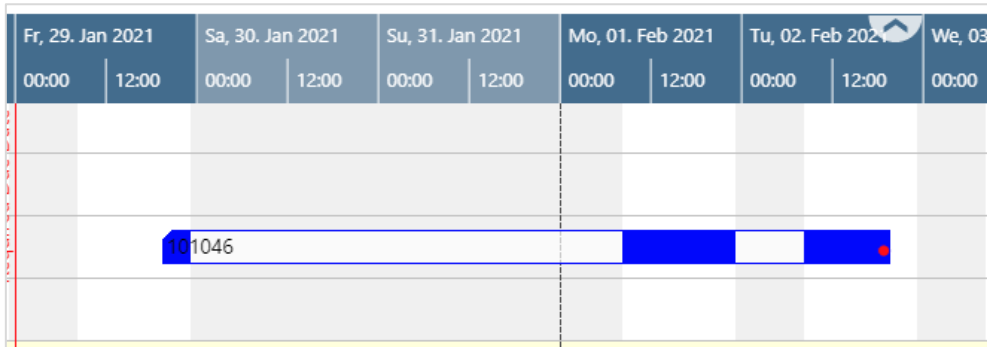 Fr, 29. Jan 2021 Sa, 30. Jan 2021 Su, 31. Jan 2021 Mo, 01. Feb 2021 Tu, 02. Feb 2021 We, 03
00:00 12:00 00:00 12:00 00:00 12:00 00:00 12:00 00:00 12:00 00:00
101046